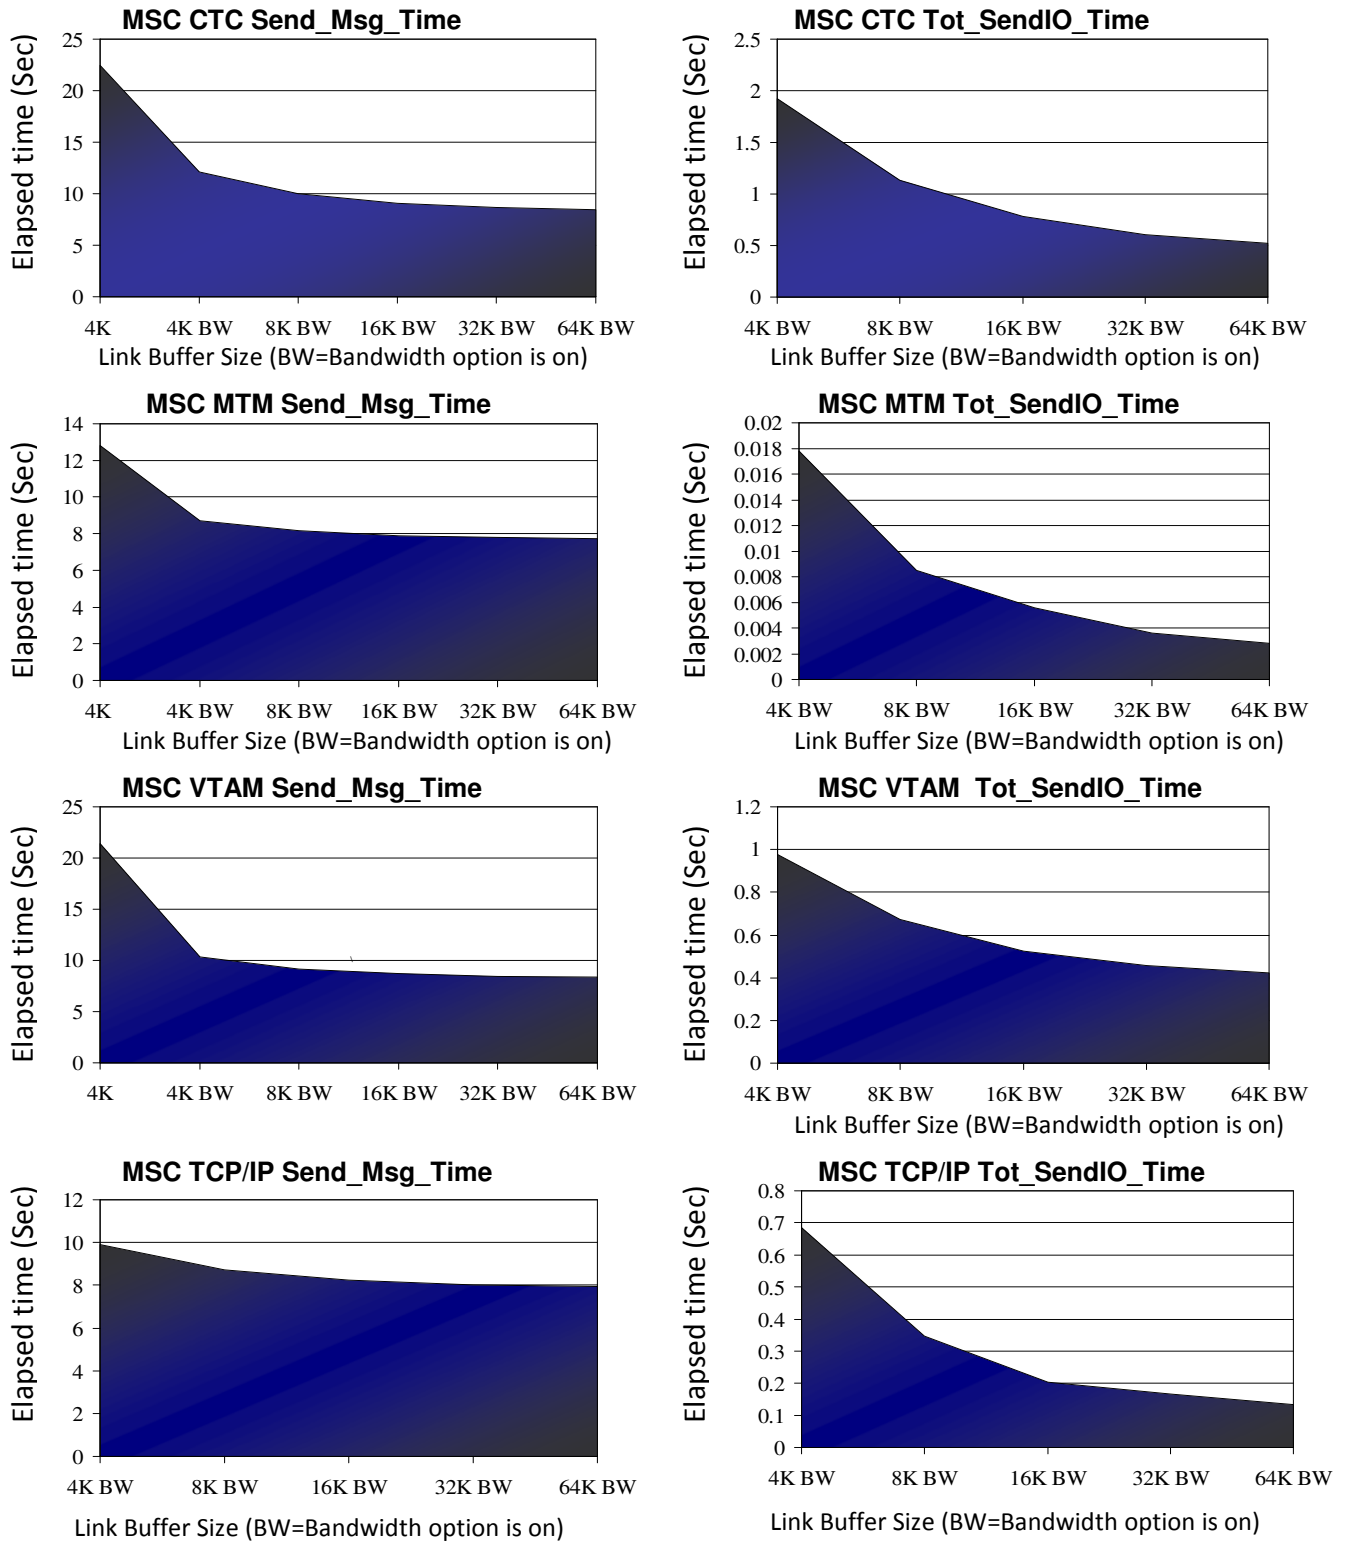 MSC CTC Send_Msg_Time
Elapsed time (Sec)
25
20
15
10
5
0
4K 4K BW 8K BW 16K BW 32K BW 64K BW
Link Buffer Size (BW=Bandwidth option is on)
MSC CTC Tot_SendIO_Time
Elapsed time (Sec)
2.5
2
1.5
1
0.5
0
4K BW 8K BW 16K BW 32K BW 64K BW
Link Buffer Size (BW=Bandwidth option is on)
MSC MTM Send_Msg_Time
Elapsed time (Sec)
14
12
10
8
6
4
2
0
4K 4K BW 8K BW 16K BW 32K BW 64K BW
Link Buffer Size (BW=Bandwidth option is on)
MSC MTM Tot_SendIO_Time
Elapsed time (Sec)
0.02
0.018
0.016
0.014
0.012
0.01
0.008
0.006
0.004
0.002
0
4K BW 8K BW 16K BW 32K BW 64K BW
Link Buffer Size (BW=Bandwidth option is on)
MSC VTAM Send_Msg_Time
Elapsed time (Sec)
25
20
15
10
5
0
4K 4K BW 8K BW 16K BW 32K BW 64K BW
MSC VTAM Tot_SendIO_Time
Elapsed time (Sec)
1.2
1
0.8
0.6
0.4
0.2
0
4K BW 8K BW 16K BW 32K BW 64K BW
Link Buffer Size (BW=Bandwidth option is on)
MSC TCP/IP Send_Msg_Time
Elapsed time (Sec)
12
10
8
6
4
2
0
4K BW 8K BW 16K BW 32K BW 64K BW
Link Buffer Size (BW=Bandwidth option is on)
MSC TCP/IP Tot_SendIO_Time
Elapsed time (Sec)
0.8
0.7
0.6
0.5
0.4
0.3
0.2
0.1
0
4K BW 8K BW 16K BW 32K BW 64K BW
Link Buffer Size (BW=Bandwidth option is on)